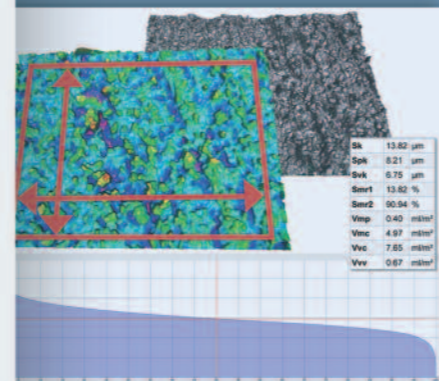 Sk 13.82 µm
Spk 8.21 µm
Svk 6.75 µm
Smr1 13.82 %
Smr2 90.94 %
Vmp 0.40 ml/m²
Vmc 4.97 ml/m²
Vvc 7.65 ml/m²
Vvv 0.67 ml/m²